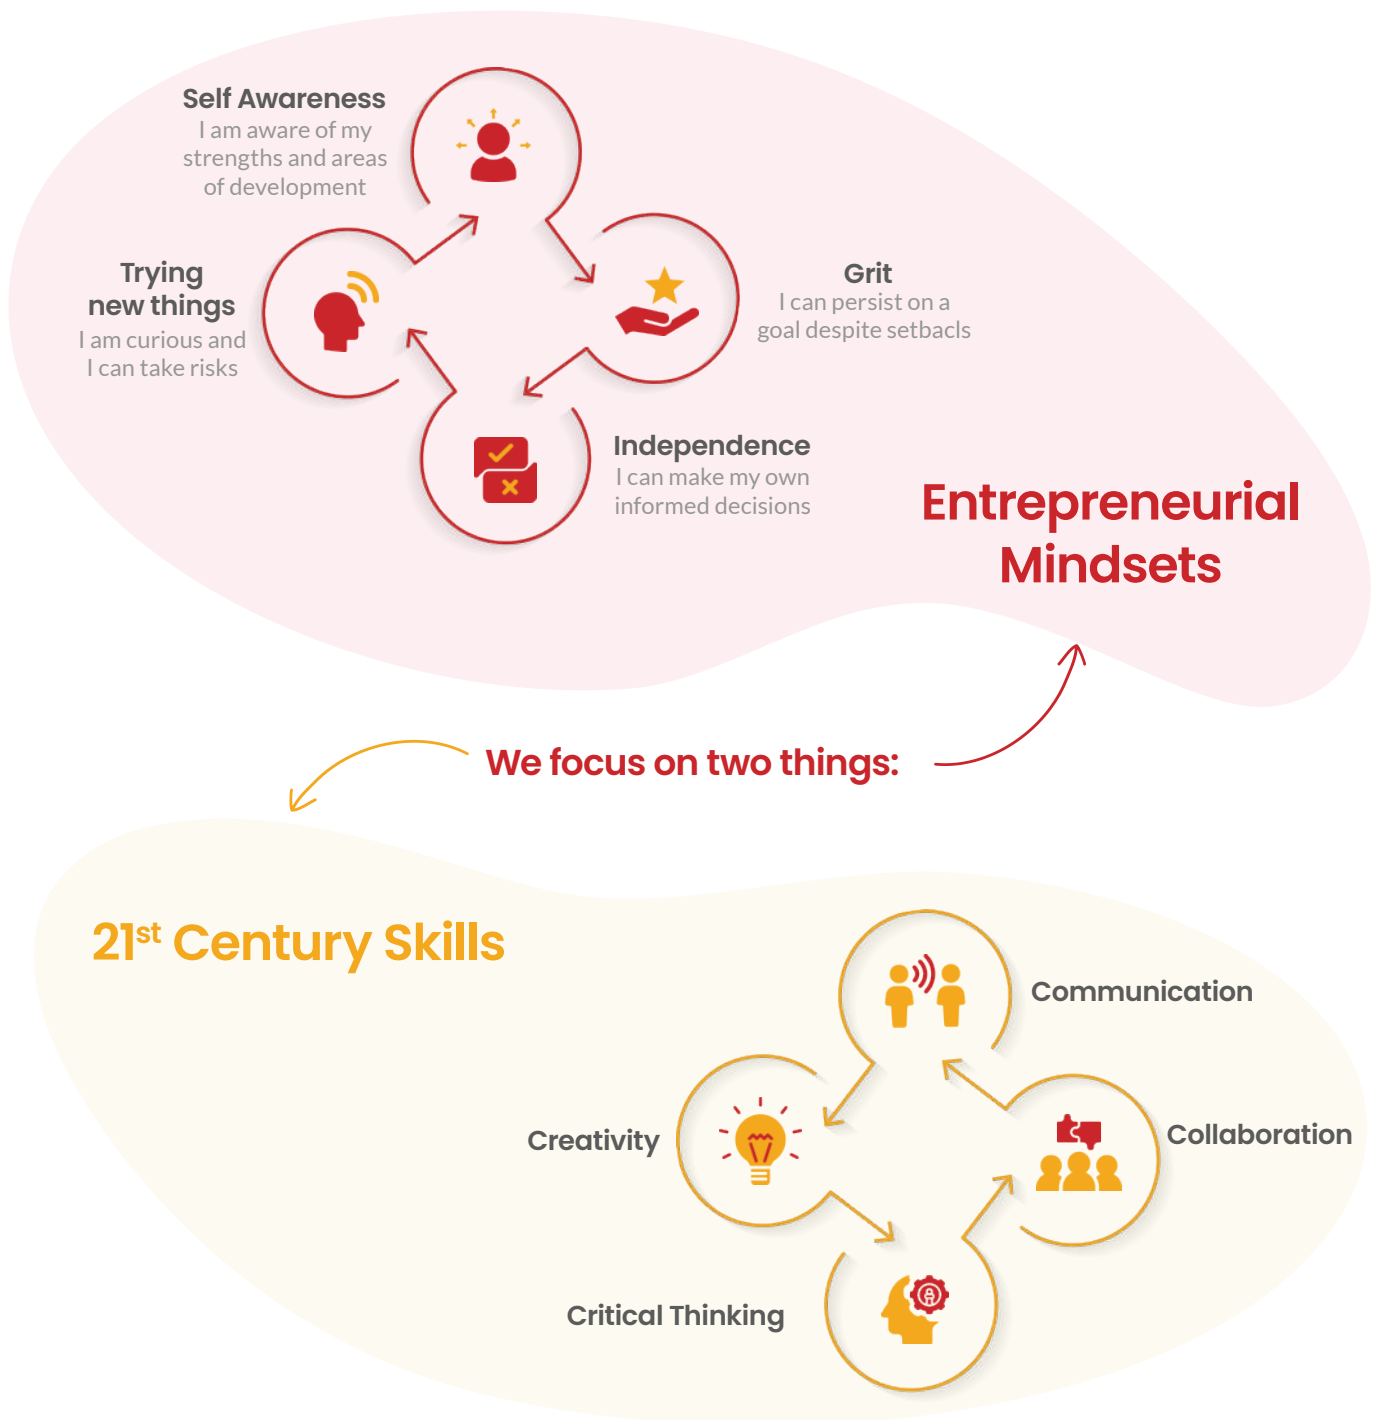 Self Awareness
I am aware of my
strengths and areas
of development
Trying
new things
I am curious and
I can take risks
Grit
I can persist on a
goal despite setbacls
Independence
I can make my own
informed decisions
Entrepreneurial
Mindsets
We focus on two things:
21st Century Skills
Communication
Creativity
Collaboration
Critical Thinking